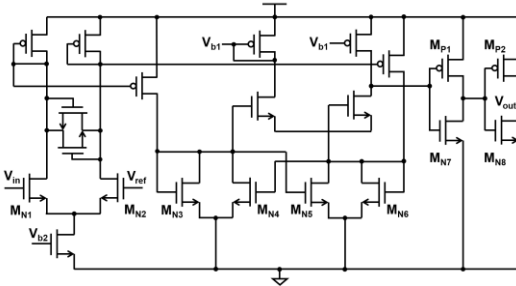 V_b1
V_b1
M_P1
M_P2
V_out
M_N7
M_N8
V_in
V_ref
M_N1
M_N2
M_N3
M_N4
M_N5
M_N6
V_b2